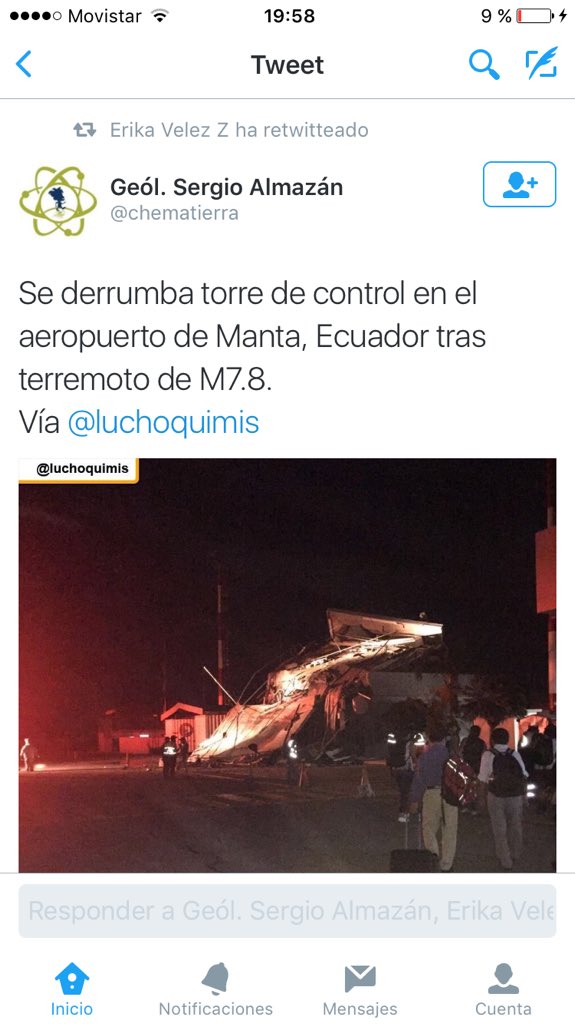 Movistar 19:58 9 %
Tweet
Erika Velez Z ha retwitteado
Geól. Sergio Almazán
@chematierra
Se derrumba torre de control en el
aeropuerto de Manta, Ecuador tras
terremoto de M7.8.
Vía @luchoquimis
@luchoquimis
Responder a Geól. Sergio Almazán, Erika Vele
Inicio Notificaciones Mensajes Cuenta